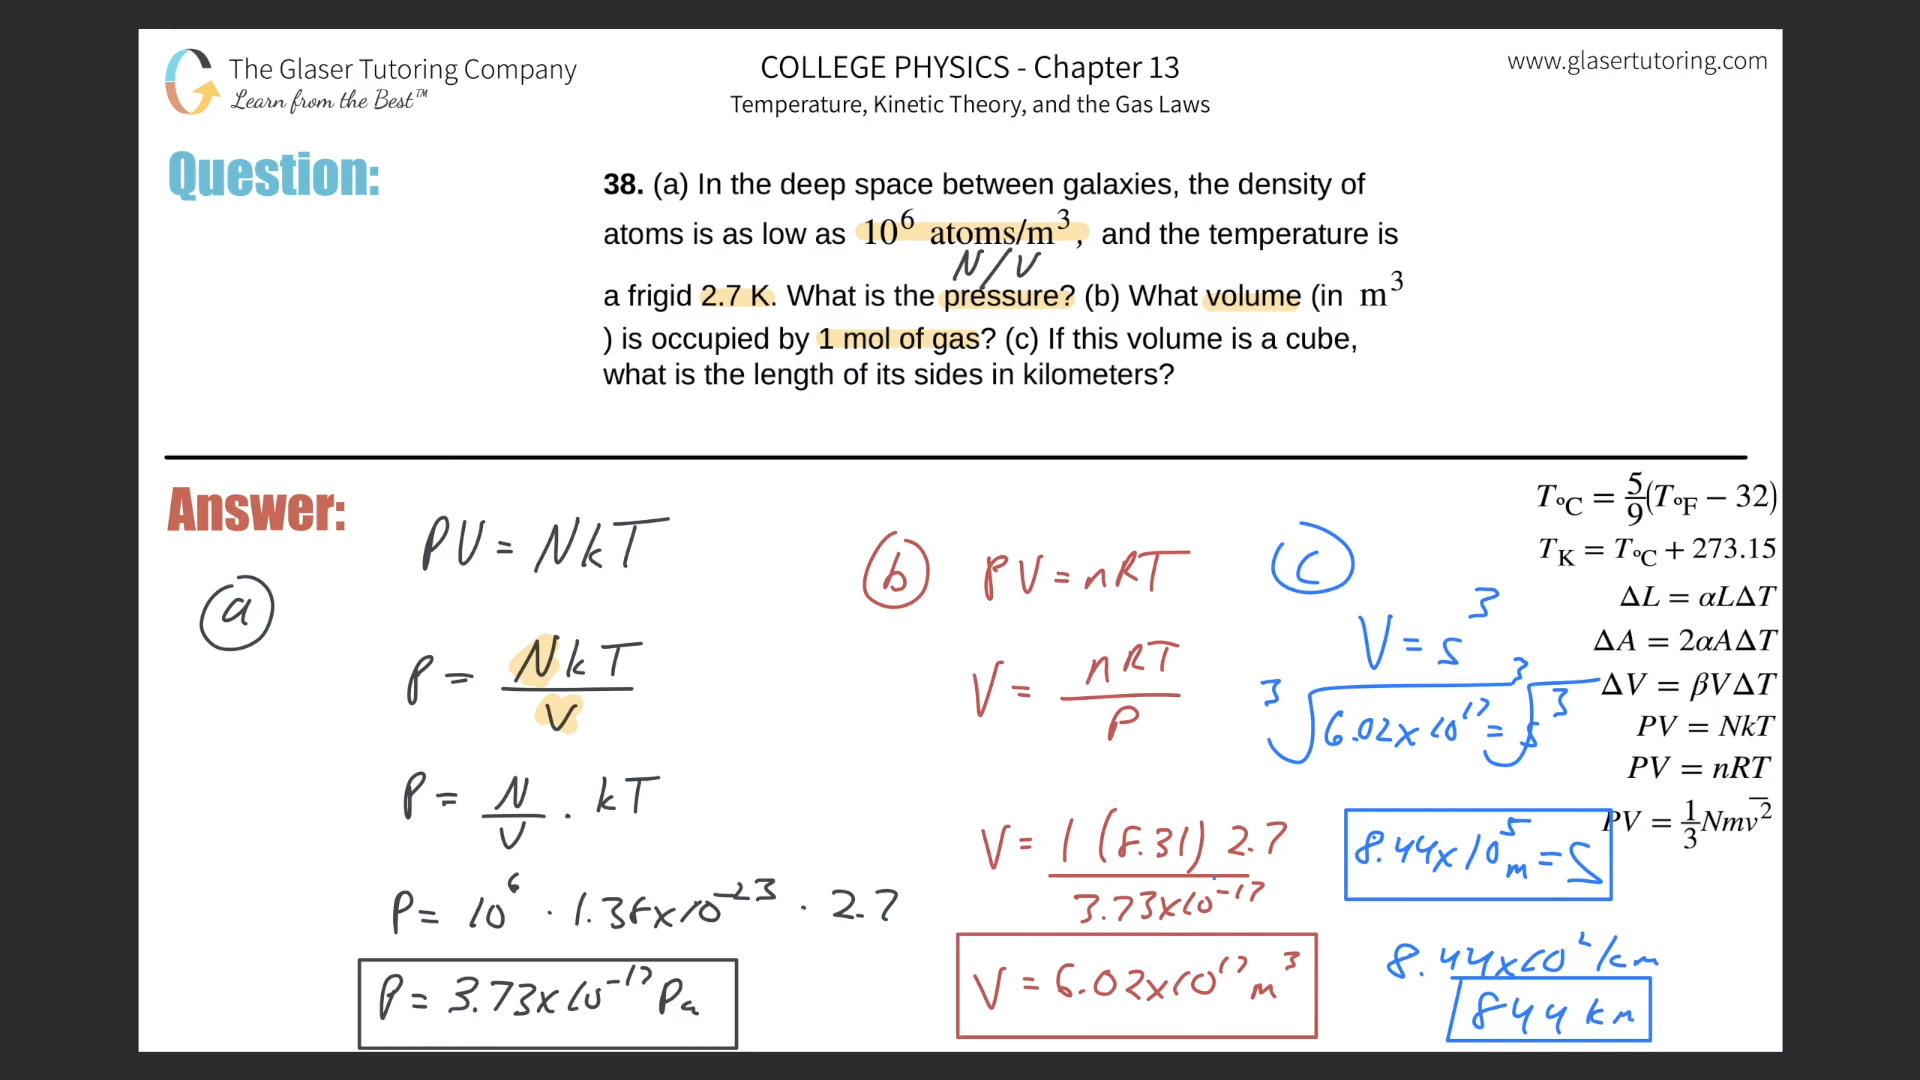 The Glaser Tutoring Company
Learn from the Best™
COLLEGE PHYSICS - Chapter 13
Temperature, Kinetic Theory, and the Gas Laws
www.glasertutoring.com
Question:
38. (a) In the deep space between galaxies, the density of
atoms is as low as 10⁶ atoms/m³, and the temperature is
N/V
a frigid 2.7 K. What is the pressure? (b) What volume (in m³
) is occupied by 1 mol of gas? (c) If this volume is a cube,
what is the length of its sides in kilometers?
Answer:
a
PV = NkT
P = NkT / V
P = N/V · kT
P = 10⁶ · 1.38x10⁻²³ · 2.7
P = 3.73x10⁻¹⁷ Pa
b
PV = nRT
V = nRT / P
V = 1 (8.31) 2.7 / 3.73x10⁻¹⁷
V = 6.02x10¹⁷ m³
c
V = s³
³√6.02x10¹⁷ = ³√s³
8.44x10⁵ m = S
8.44x10² km
844 km
T°C = 5/9(T°F − 32)
TK = T°C + 273.15
ΔL = αLΔT
ΔA = 2αAΔT
ΔV = βVΔT
PV = NkT
PV = nRT
PV = 1/3 Nmv̅²